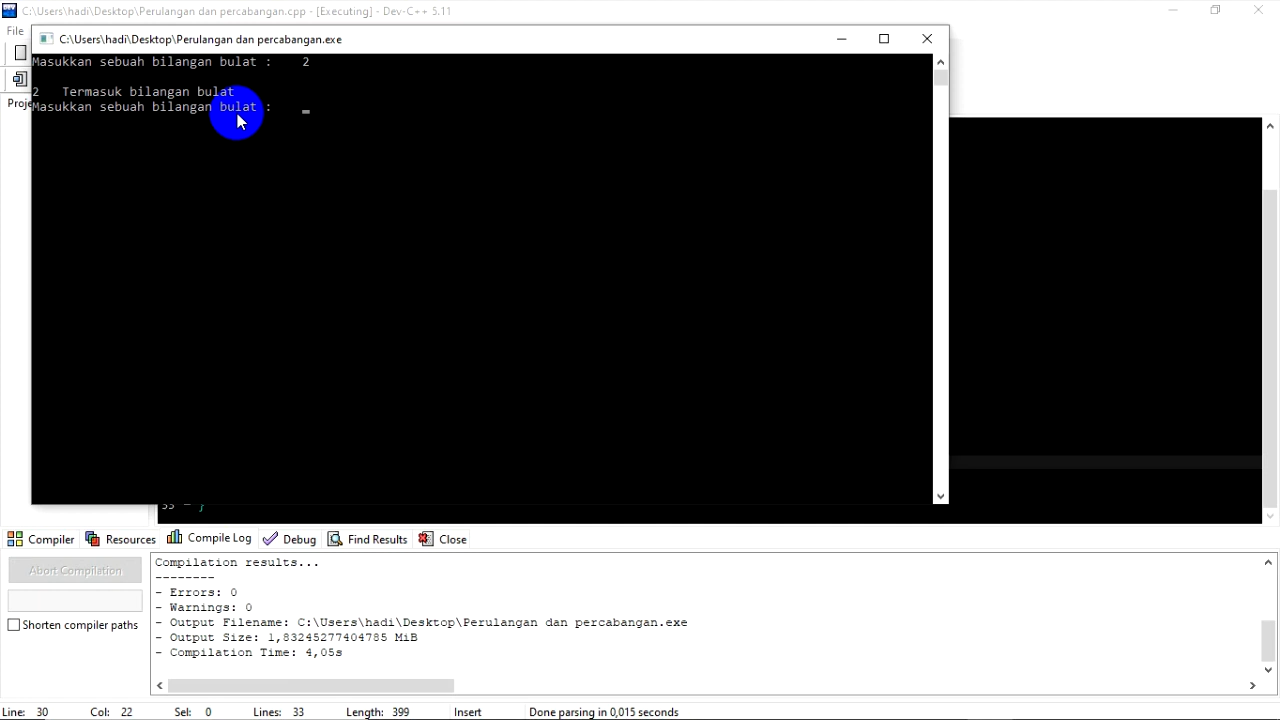 C:\Users\hadi\Desktop\Perulangan dan percabangan.cpp - [Executing] - Dev-C++ 5.11
File
C:\Users\hadi\Desktop\Perulangan dan percabangan.exe
Masukkan sebuah bilangan bulat : 2
2 Termasuk bilangan bulat
Masukkan sebuah bilangan bulat :
Proje
}
Compiler Resources Compile Log Debug Find Results Close
Abort Compilation
Shorten compiler paths
Compilation results...
--------
- Errors: 0
- Warnings: 0
- Output Filename: C:\Users\hadi\Desktop\Perulangan dan percabangan.exe
- Output Size: 1,83245277404785 MiB
- Compilation Time: 4,05s
Line: 30 Col: 22 Sel: 0 Lines: 33 Length: 399 Insert Done parsing in 0,015 seconds